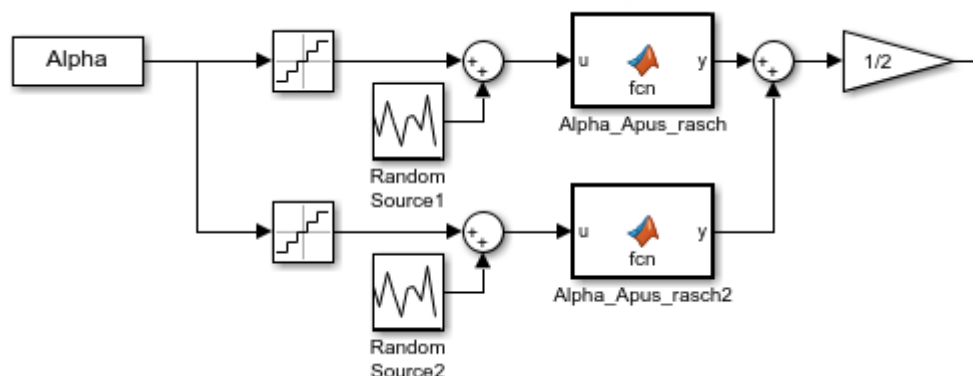 Alpha
+
+
u
y
fcn
Alpha_Apus_rasch
+
+
1/2
Random
Source1
+
+
u
y
fcn
Alpha_Apus_rasch2
Random
Source2